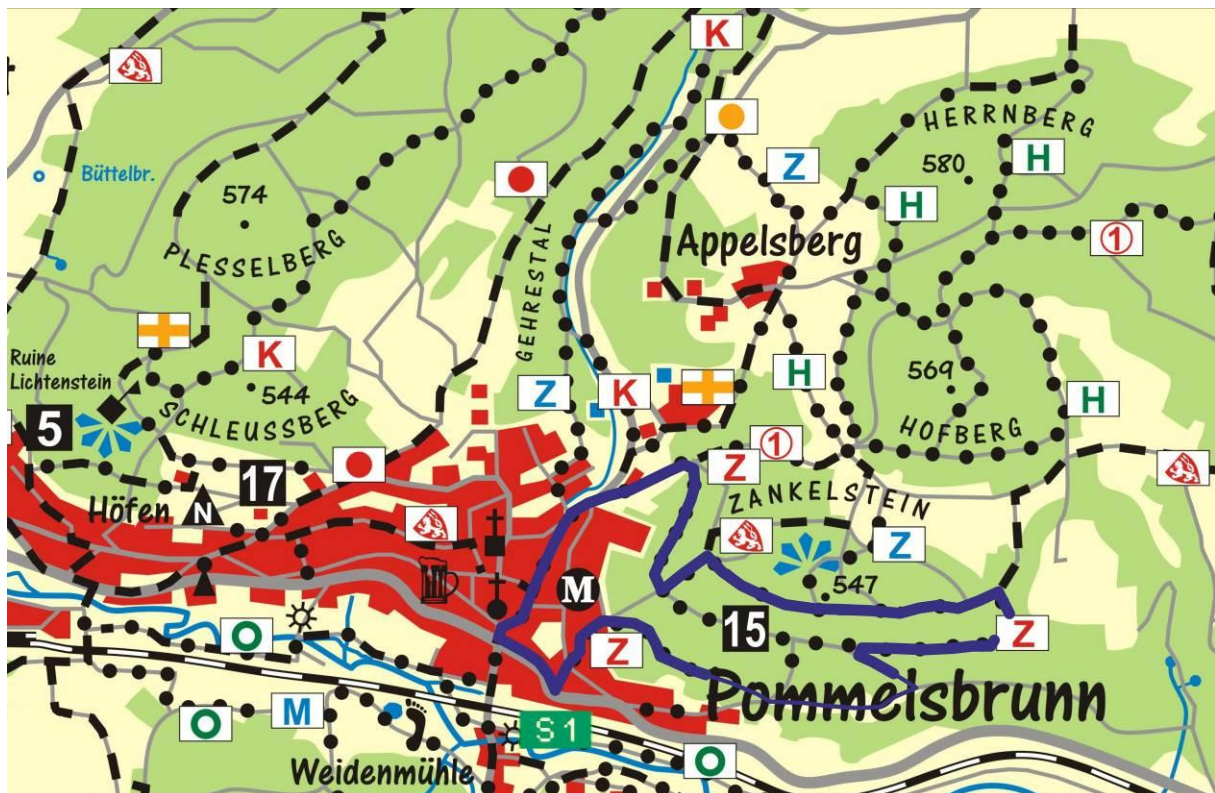 K
Büttelbr.
HERRNBERG
580
H
Z
H
574
PLESSELBERG
Appelsberg
1
GEHRESTAL
Ruine
Lichtenstein
K
544
SCHLEUSSBERG
569
H
H
HOFBERG
5
Z
K
1
Z
17
ZANKELSTEIN
Höfen
N
Z
547
M
15
Z
Z
Pommelsbrunn
M
S1
Weidenmühle